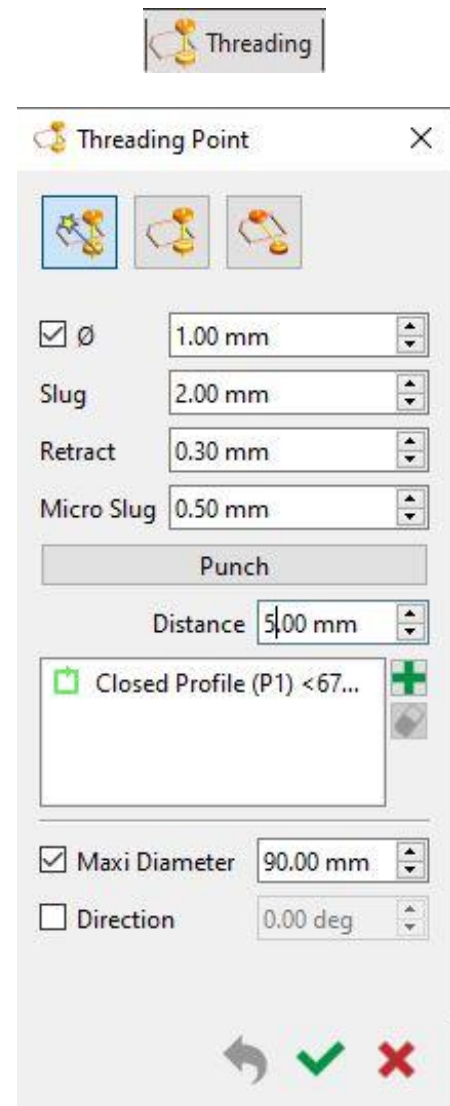 Threading
Threading Point
Ø 1.00 mm
Slug 2.00 mm
Retract 0.30 mm
Micro Slug 0.50 mm
Punch
Distance 5.00 mm
Closed Profile (P1) <67...
Maxi Diameter 90.00 mm
Direction 0.00 deg